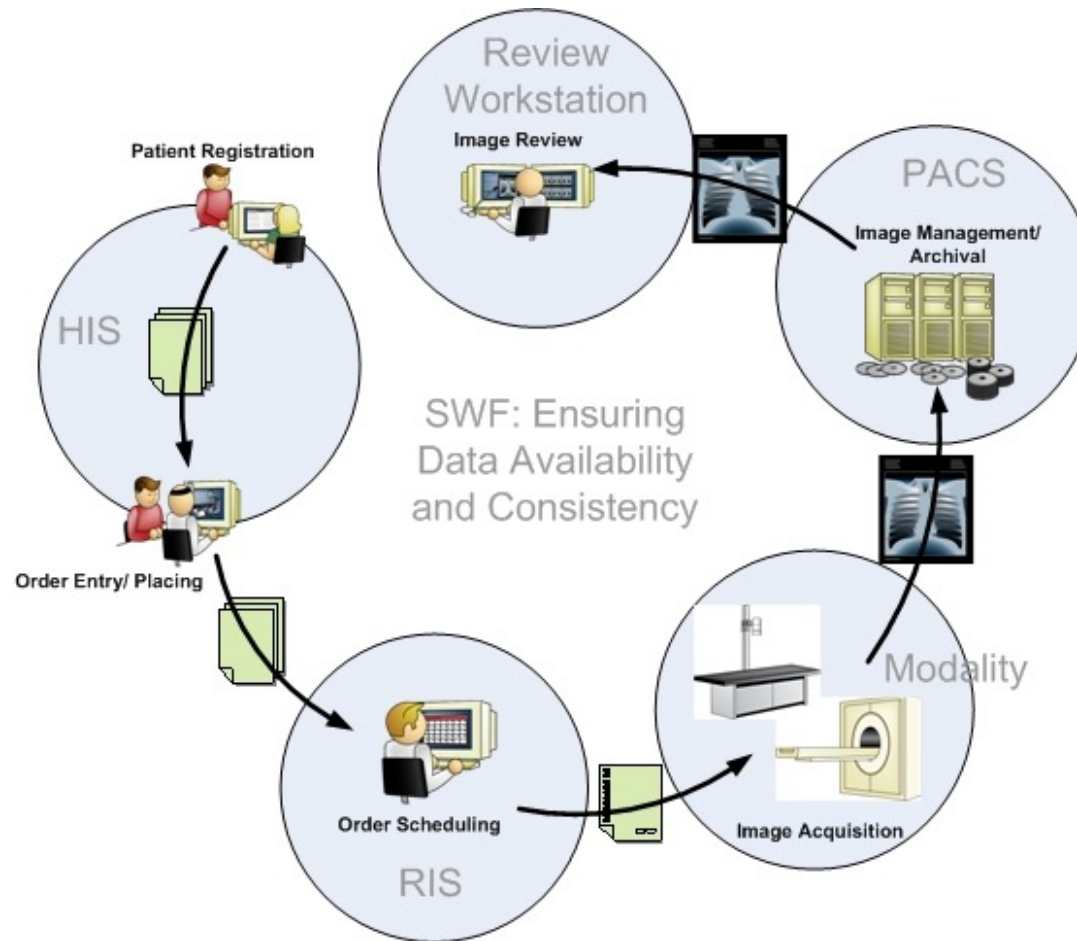 Patient Registration
HIS
Order Entry/ Placing
Order Scheduling
RIS
Modality
Image Acquisition
PACS
Image Management/
Archival
Review
Workstation
Image Review
SWF: Ensuring
Data Availability
and Consistency